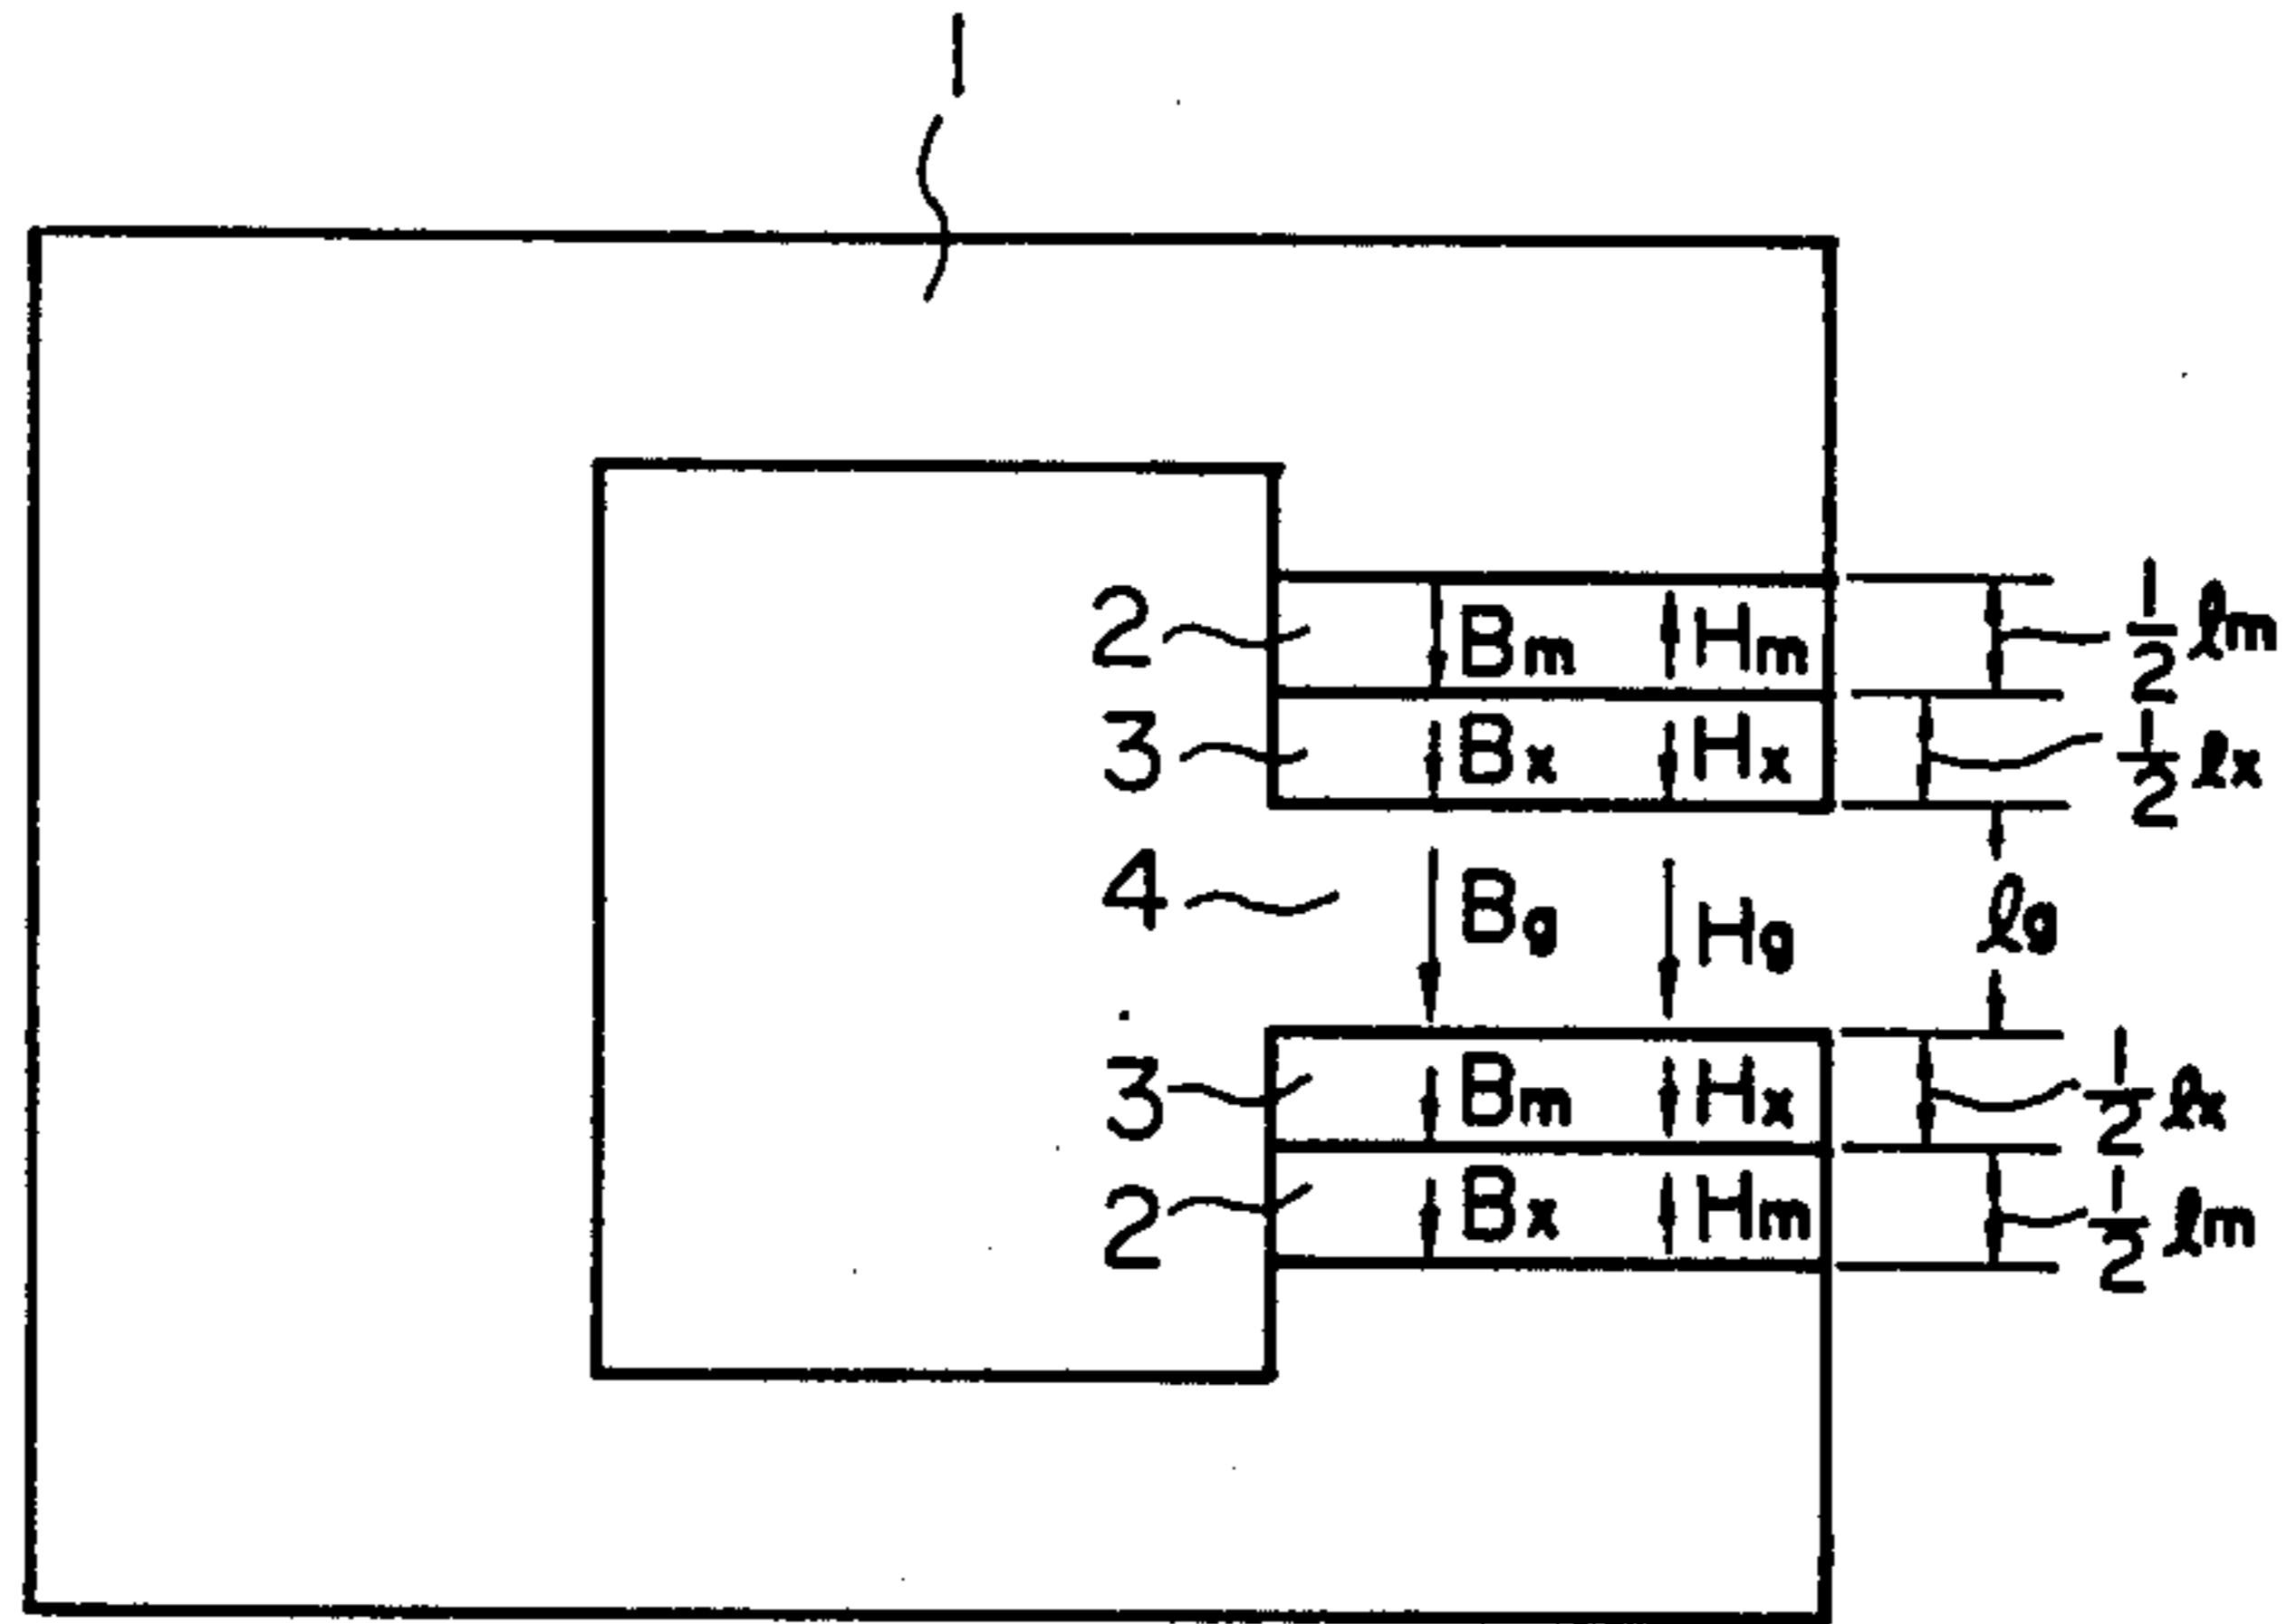 1
2 Bm Hm 1/2 ℓm
3 Bx Hx 1/2 ℓx
4 Bg Hg ℓg
3 Bm Hx 1/2 ℓx
2 Bx Hm 1/2 ℓm